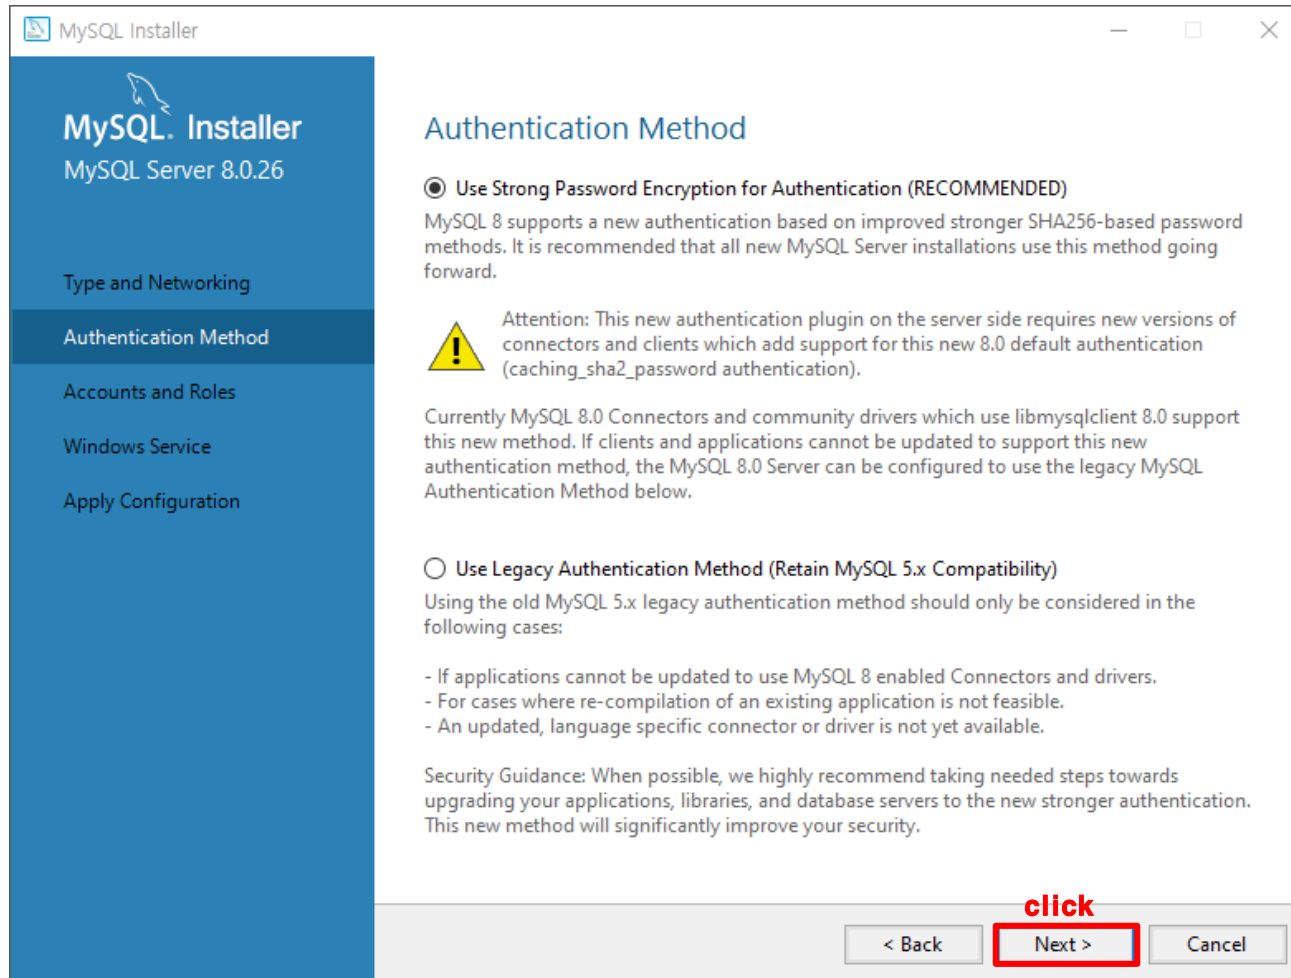 MySQL Installer
MySQL. Installer
MySQL Server 8.0.26
Type and Networking
Authentication Method
Accounts and Roles
Windows Service
Apply Configuration
Authentication Method
Use Strong Password Encryption for Authentication (RECOMMENDED)
MySQL 8 supports a new authentication based on improved stronger SHA256-based password
methods. It is recommended that all new MySQL Server installations use this method going
forward.
Attention: This new authentication plugin on the server side requires new versions of
connectors and clients which add support for this new 8.0 default authentication
(caching_sha2_password authentication).
Currently MySQL 8.0 Connectors and community drivers which use libmysqlclient 8.0 support
this new method. If clients and applications cannot be updated to support this new
authentication method, the MySQL 8.0 Server can be configured to use the legacy MySQL
Authentication Method below.
Use Legacy Authentication Method (Retain MySQL 5.x Compatibility)
Using the old MySQL 5.x legacy authentication method should only be considered in the
following cases:
- If applications cannot be updated to use MySQL 8 enabled Connectors and drivers.
- For cases where re-compilation of an existing application is not feasible.
- An updated, language specific connector or driver is not yet available.
Security Guidance: When possible, we highly recommend taking needed steps towards
upgrading your applications, libraries, and database servers to the new stronger authentication.
This new method will significantly improve your security.
click
< Back
Next >
Cancel